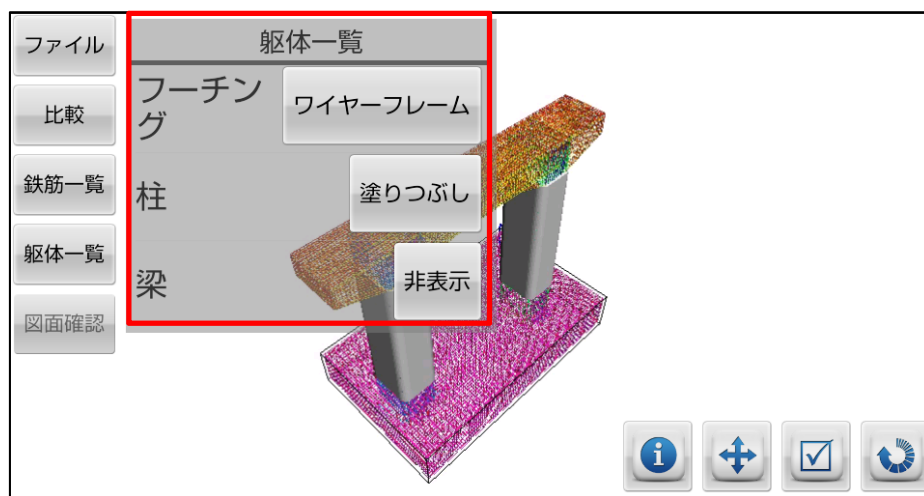 ファイル
比較
鉄筋一覧
躯体一覧
図面確認
躯体一覧
フーチン
グ
ワイヤーフレーム
柱
塗りつぶし
梁
非表示